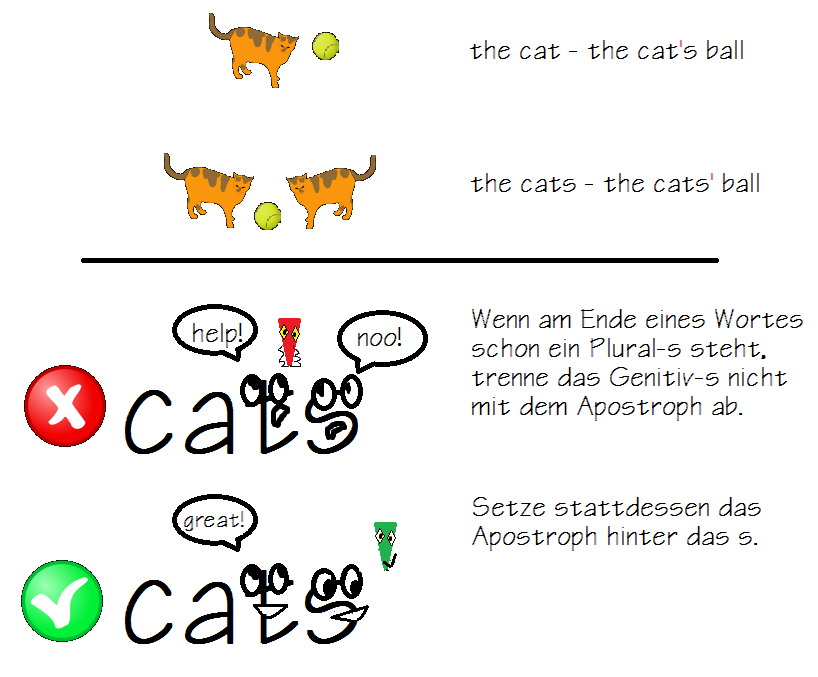 the cat - the cat's ball
the cats - the cats' ball
help!
noo!
cats
Wenn am Ende eines Wortes
schon ein Plural-s steht,
trenne das Genitiv-s nicht
mit dem Apostroph ab.
great!
cats
Setze stattdessen das
Apostroph hinter das s.